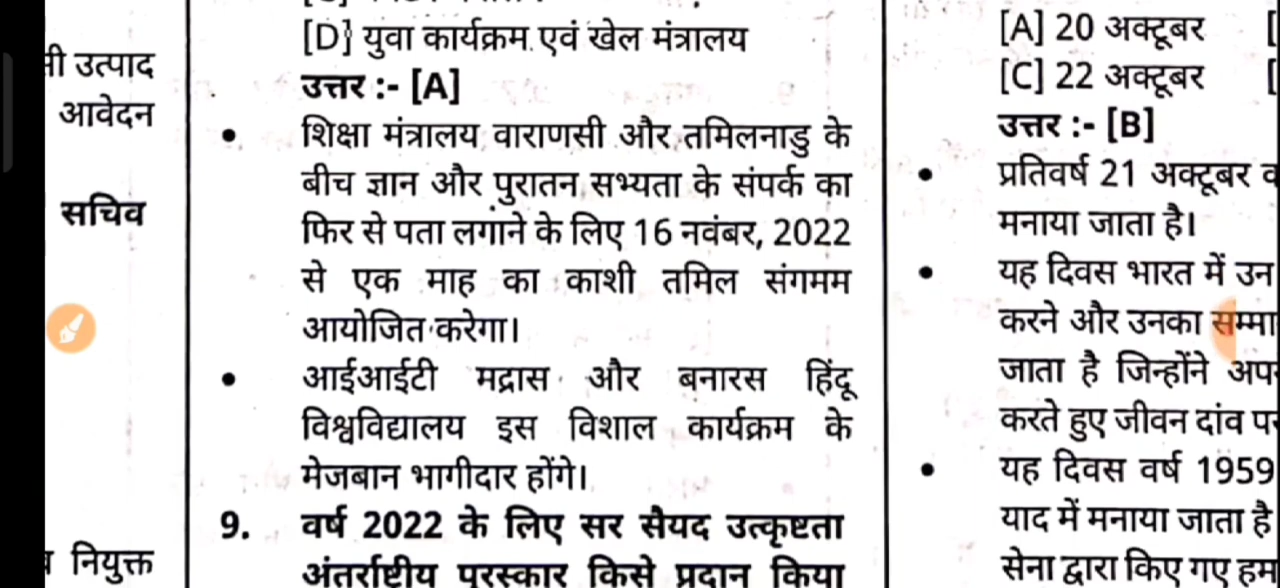 ी उत्पाद
आवेदन
सचिव
नियुक्त
[D] युवा कार्यक्रम एवं खेल मंत्रालय
उत्तर :- [A]
• शिक्षा मंत्रालय वाराणसी और तमिलनाडु के
बीच ज्ञान और पुरातन सभ्यता के संपर्क का
फिर से पता लगाने के लिए 16 नवंबर, 2022
से एक माह का काशी तमिल संगमम
आयोजित करेगा।
• आईआईटी मद्रास और बनारस हिंदू
विश्वविद्यालय इस विशाल कार्यक्रम के
मेजबान भागीदार होंगे।
9. वर्ष 2022 के लिए सर सैयद उत्कृष्टता
अंतर्राष्ट्रीय पुरस्कार किसे प्रदान किया
[A] 20 अक्टूबर [
[C] 22 अक्टूबर [
उत्तर :- [B]
• प्रतिवर्ष 21 अक्टूबर
मनाया जाता है।
• यह दिवस भारत में उन
करने और उनका सम्मा
जाता है जिन्होंने अप
करते हुए जीवन दांव प
• यह दिवस वर्ष 1959
याद में मनाया जाता है
सेना द्वारा किए गए हम